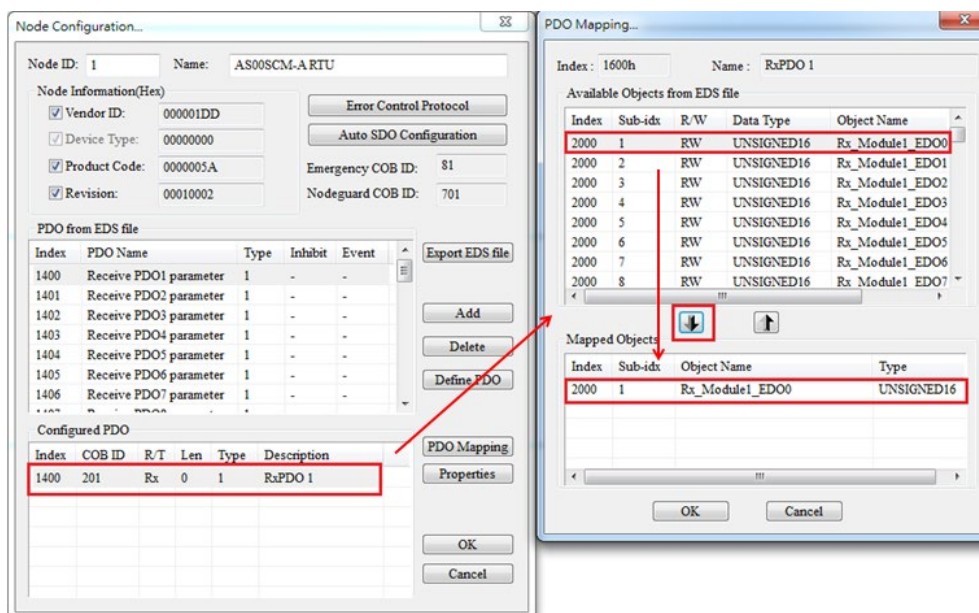 Node Configuration...
Node ID: 1 Name: AS00SCM-A RTU
Node Information(Hex)
Vendor ID: 000001DD
Device Type: 00000000
Product Code: 0000005A
Revision: 00010002
Error Control Protocol
Auto SDO Configuration
Emergency COB ID: 81
Nodeguard COB ID: 701
PDO from EDS file
Index PDO Name Type Inhibit Event
1400 Receive PDO1 parameter 1 - -
1401 Receive PDO2 parameter 1 - -
1402 Receive PDO3 parameter 1 - -
1403 Receive PDO4 parameter 1 - -
1404 Receive PDO5 parameter 1 - -
1405 Receive PDO6 parameter 1 - -
1406 Receive PDO7 parameter 1 - -
Export EDS file
Add
Delete
Define PDO
Configured PDO
Index COB ID R/T Len Type Description
1400 201 Rx 0 1 RxPDO 1
PDO Mapping
Properties
OK
Cancel
PDO Mapping...
Index : 1600h Name : RxPDO 1
Available Objects from EDS file
Index Sub-idx R/W Data Type Object Name
2000 1 RW UNSIGNED16 Rx_Module1_EDO0
2000 2 RW UNSIGNED16 Rx_Module1_EDO1
2000 3 RW UNSIGNED16 Rx_Module1_EDO2
2000 4 RW UNSIGNED16 Rx_Module1_EDO3
2000 5 RW UNSIGNED16 Rx_Module1_EDO4
2000 6 RW UNSIGNED16 Rx_Module1_EDO5
2000 7 RW UNSIGNED16 Rx_Module1_EDO6
2000 8 RW UNSIGNED16 Rx_Module1_EDO7
Mapped Objects
Index Sub-idx Object Name Type
2000 1 Rx_Module1_EDO0 UNSIGNED16
OK
Cancel